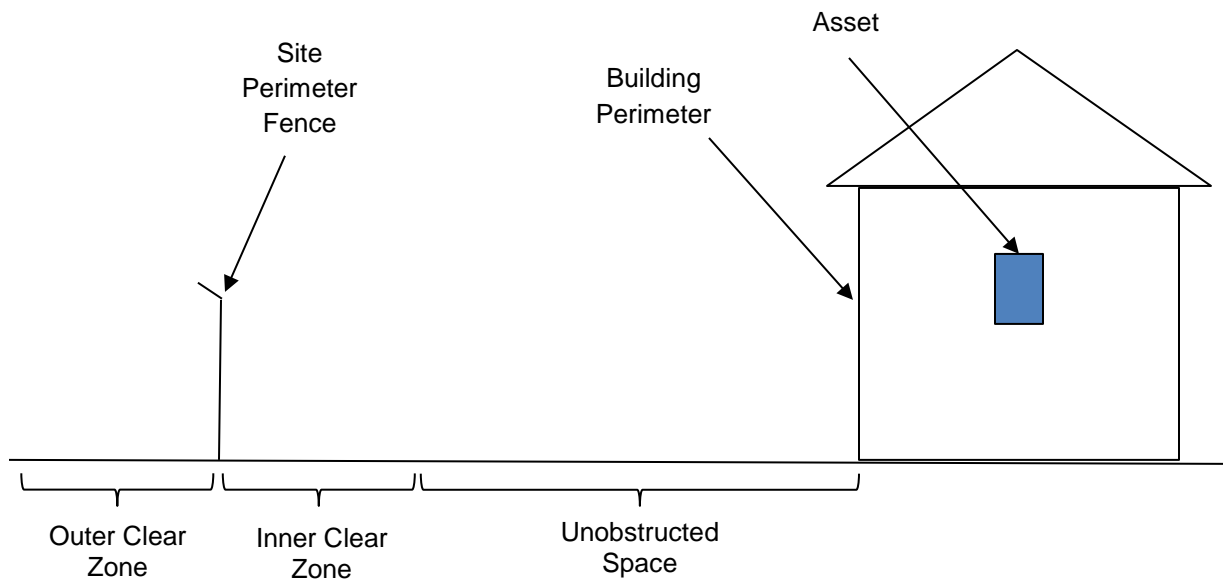 Asset
Site
Perimeter
Fence
Building
Perimeter
Outer Clear
Zone
Inner Clear
Zone
Unobstructed
Space